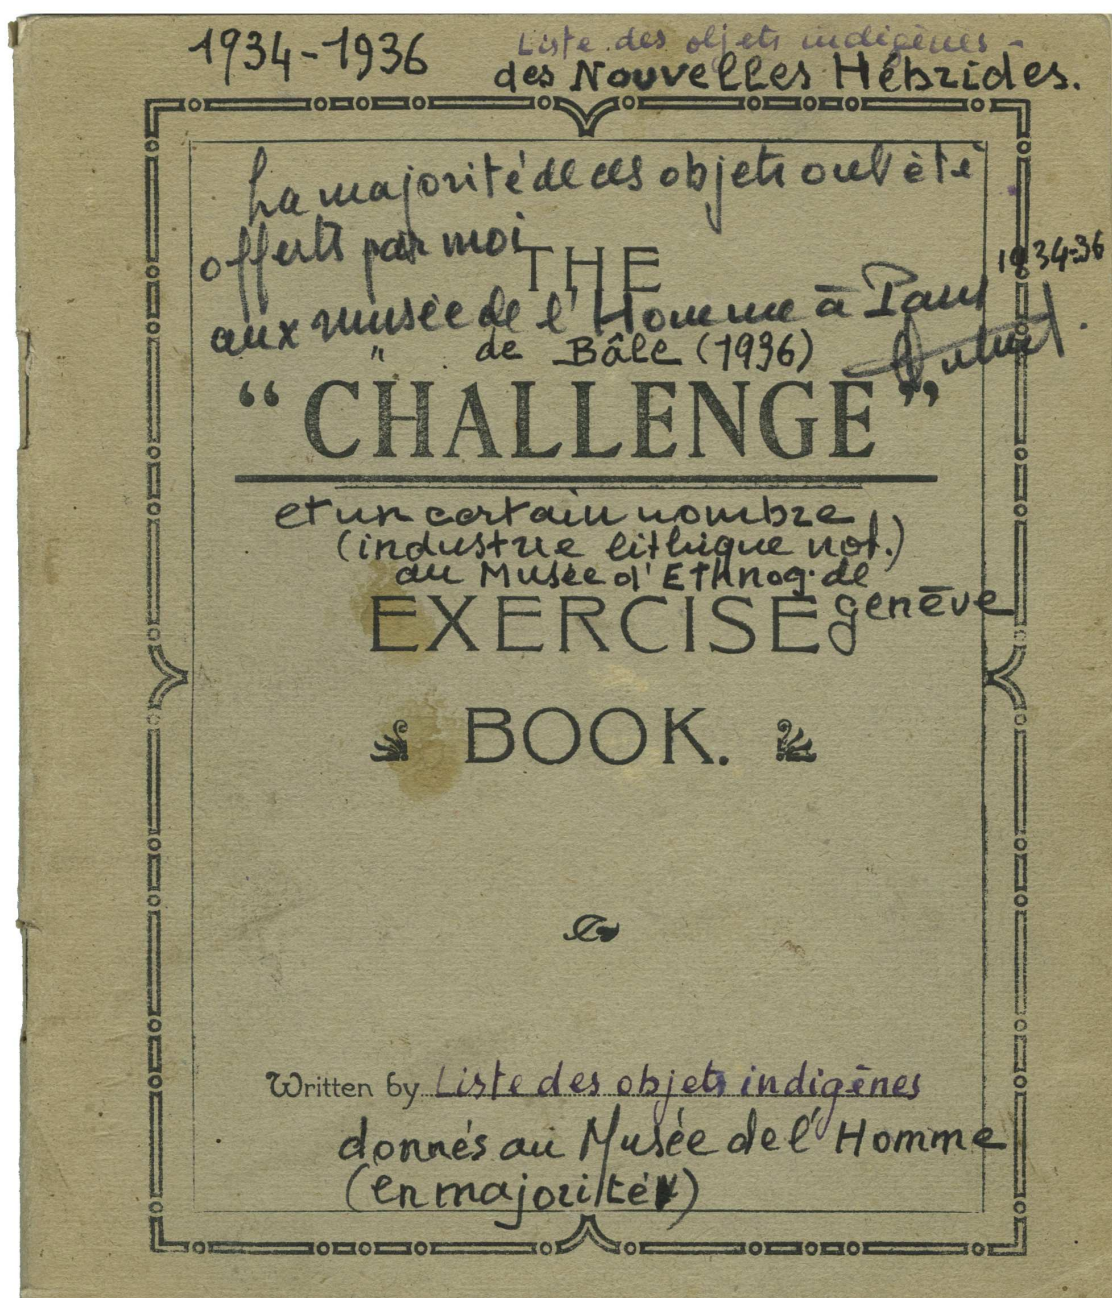 1934-1936
Liste des objets indigènes -
des Nouvelles Hébrides.
La majorité de ces objets ont été
offerts par moi
THE
1934-36
aux musée de l'Homme à Paris
" de Bâle (1936)
“CHALLENGE”
et un certain nombre
(industrie lithique not.)
au Musée d'Ethnog. de
genève
EXERCISE
BOOK.
Written by Liste des objets indigènes
donnés au Musée de l'Homme
(en majorité)